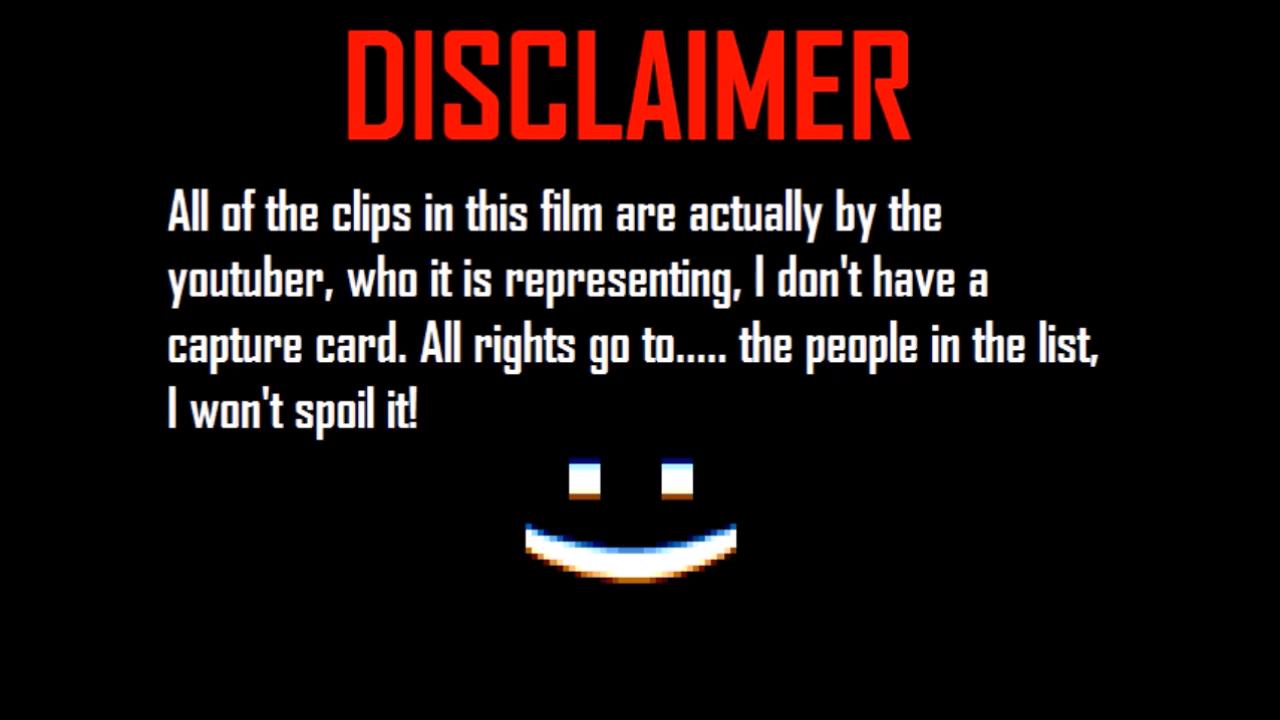 DISCLAIMER
All of the clips in this film are actually by the
youtuber, who it is representing, I don't have a
capture card. All rights go to..... the people in the list,
I won't spoil it!